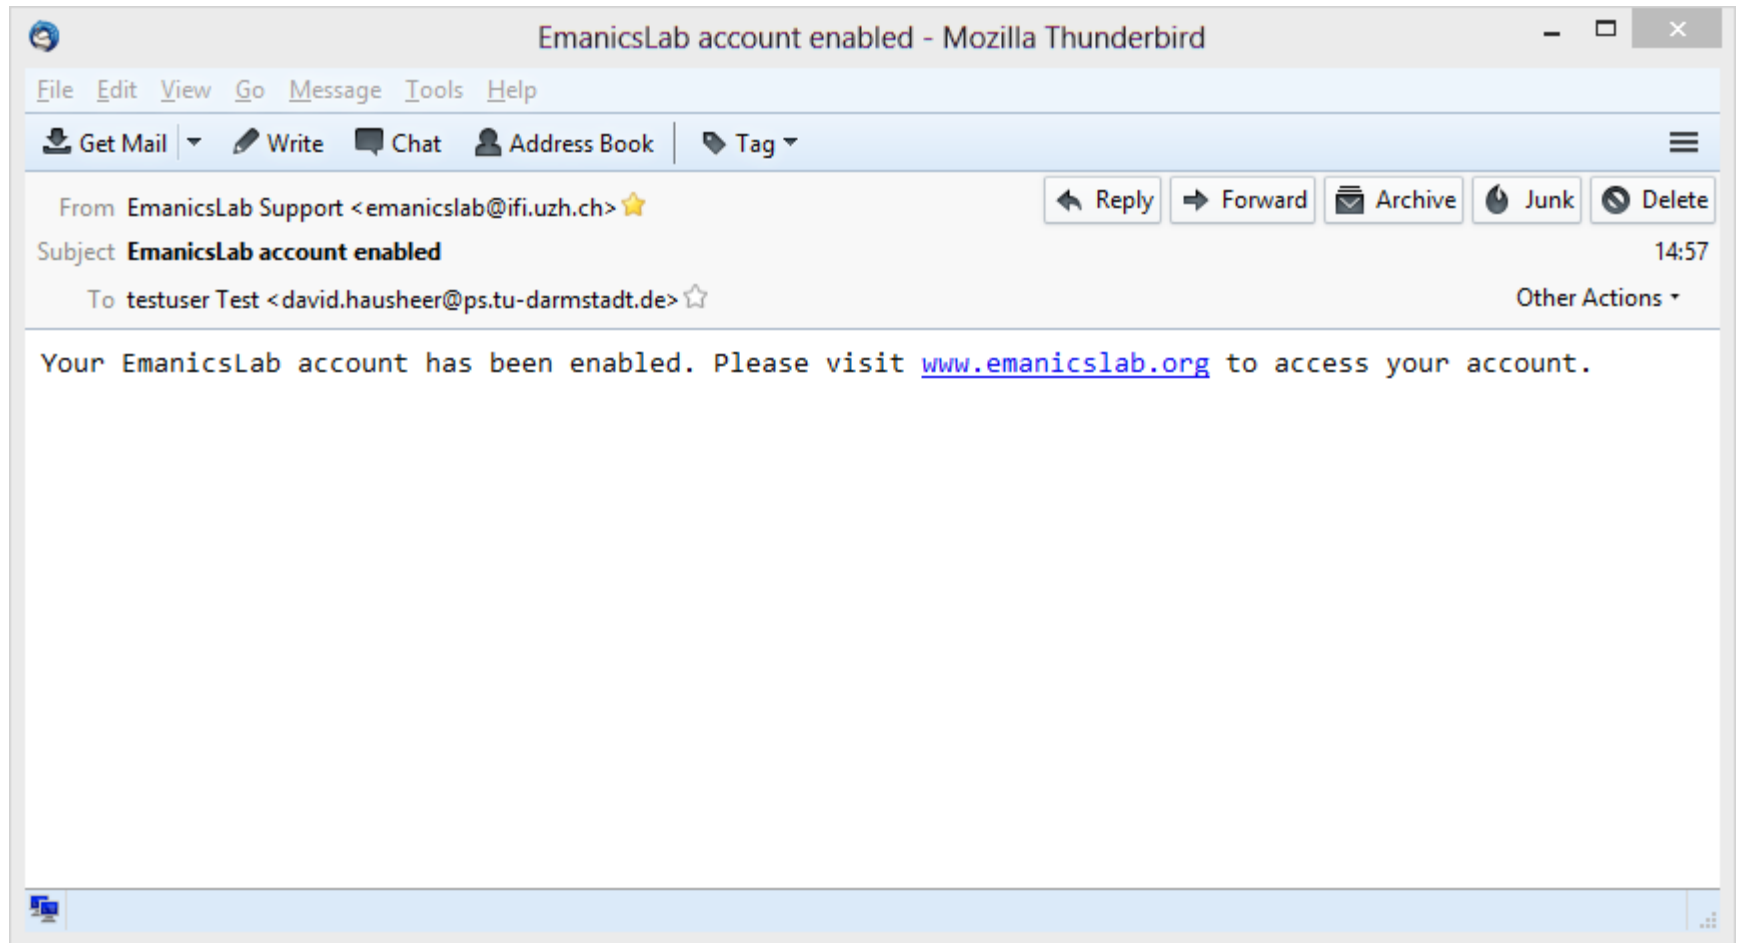 EmanicsLab account enabled - Mozilla Thunderbird
File Edit View Go Message Tools Help
Get Mail Write Chat Address Book Tag
From EmanicsLab Support <emanicslab@ifi.uzh.ch> Reply Forward Archive Junk Delete
Subject EmanicsLab account enabled 14:57
To testuser Test <david.hausheer@ps.tu-darmstadt.de> Other Actions
Your EmanicsLab account has been enabled. Please visit www.emanicslab.org to access your account.